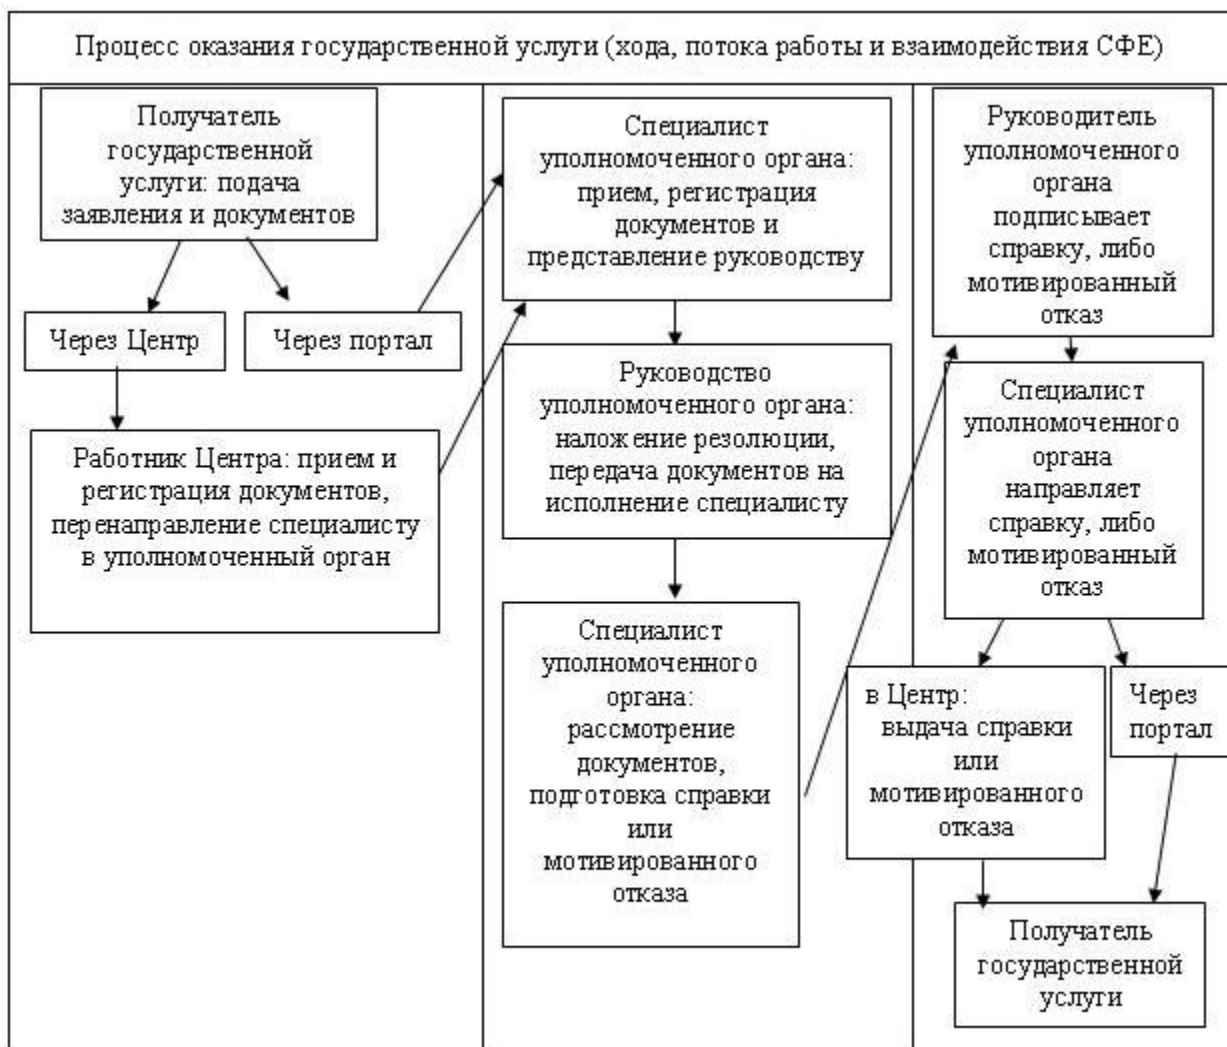 Процесс оказания государственной услуги (хода, потока работы и взаимодействия СФЕ)
Получатель
государственной
услуги: подача
заявления и документов
Через Центр
Через портал
Работник Центра: прием и
регистрация документов,
перенаправление специалисту
в уполномоченный орган
Специалист
уполномоченного органа:
прием, регистрация
документов и
представление руководству
Руководство
уполномоченного органа:
наложение резолюции,
передача документов на
исполнение специалисту
Специалист
уполномоченного
органа:
рассмотрение
документов,
подготовка справки
или
мотивированного
отказа
Руководитель
уполномоченного
органа
подписывает
справку, либо
мотивированный
отказ
Специалист
уполномоченного
органа
направляет
справку, либо
мотивированный
отказ
в Центр:
выдача справки
или
мотивированного
отказа
Через
портал
Получатель
государственной
услуги